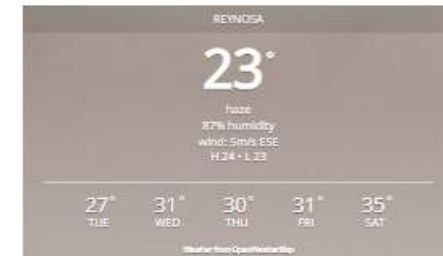 REYNOSA
23°
haze
87% humidity
wind: 5m/s ESE
H 24 • L 23
27° 31° 30° 31° 35°
TUE WED THU FRI SAT
Weather from OpenWeatherMap